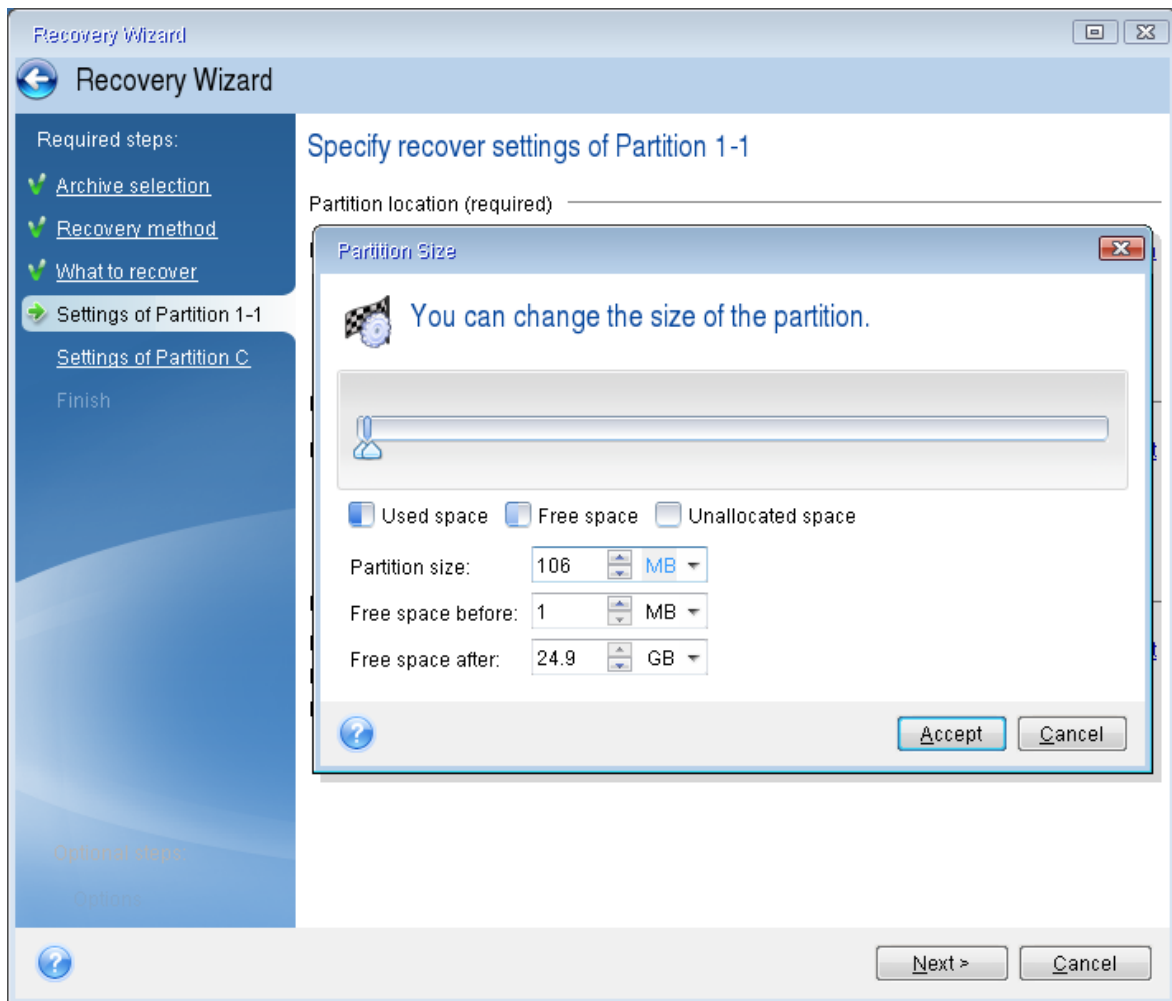 Recovery Wizard
Recovery Wizard
Required steps:
Archive selection
Recovery method
What to recover
Settings of Partition 1-1
Settings of Partition C
Finish
Optional steps:
Options
Specify recover settings of Partition 1-1
Partition location (required)
Partition Size
You can change the size of the partition.
Used space Free space Unallocated space
Partition size: 106 MB
Free space before: 1 MB
Free space after: 24.9 GB
Accept Cancel
Next > Cancel